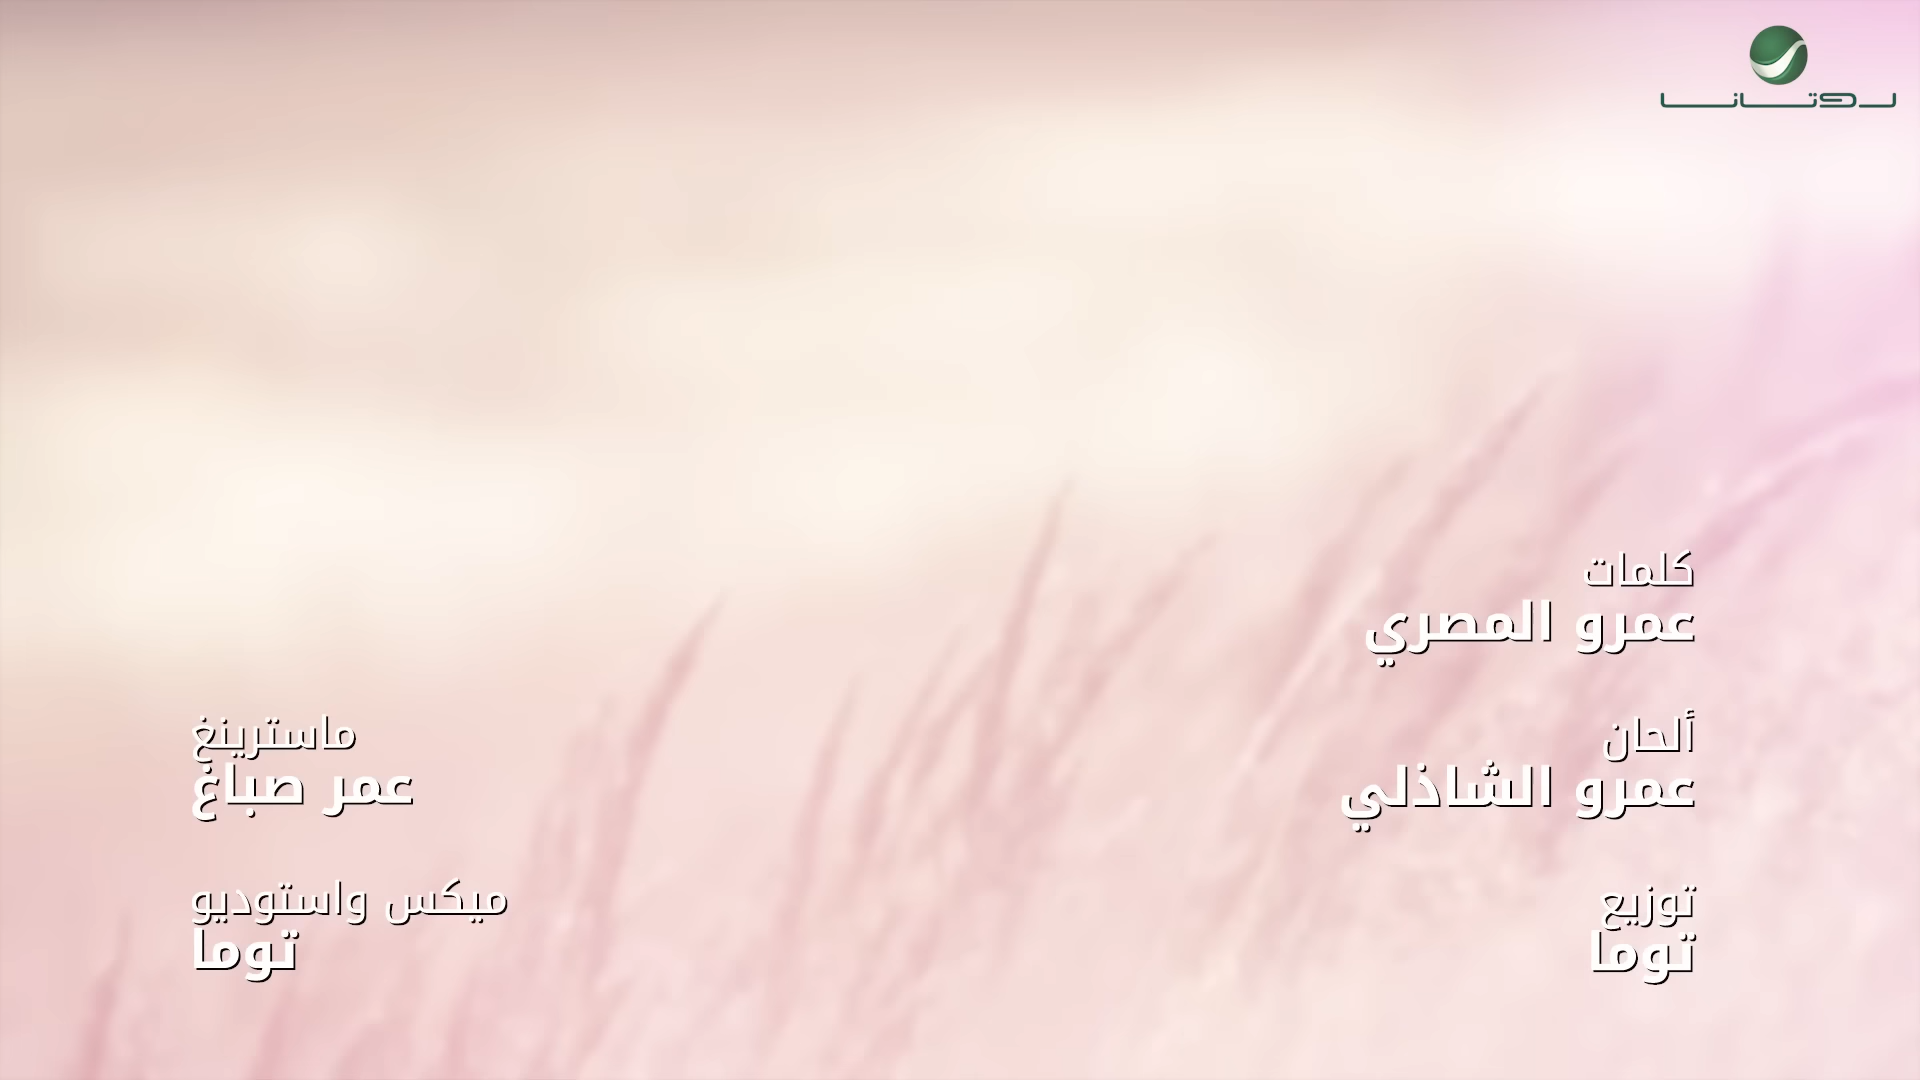 روتانا
كلمات
عمرو المصري
ألحان
عمرو الشاذلي
توزيع
توما
ماسترينغ
عمر صباغ
ميكس واستوديو
توما